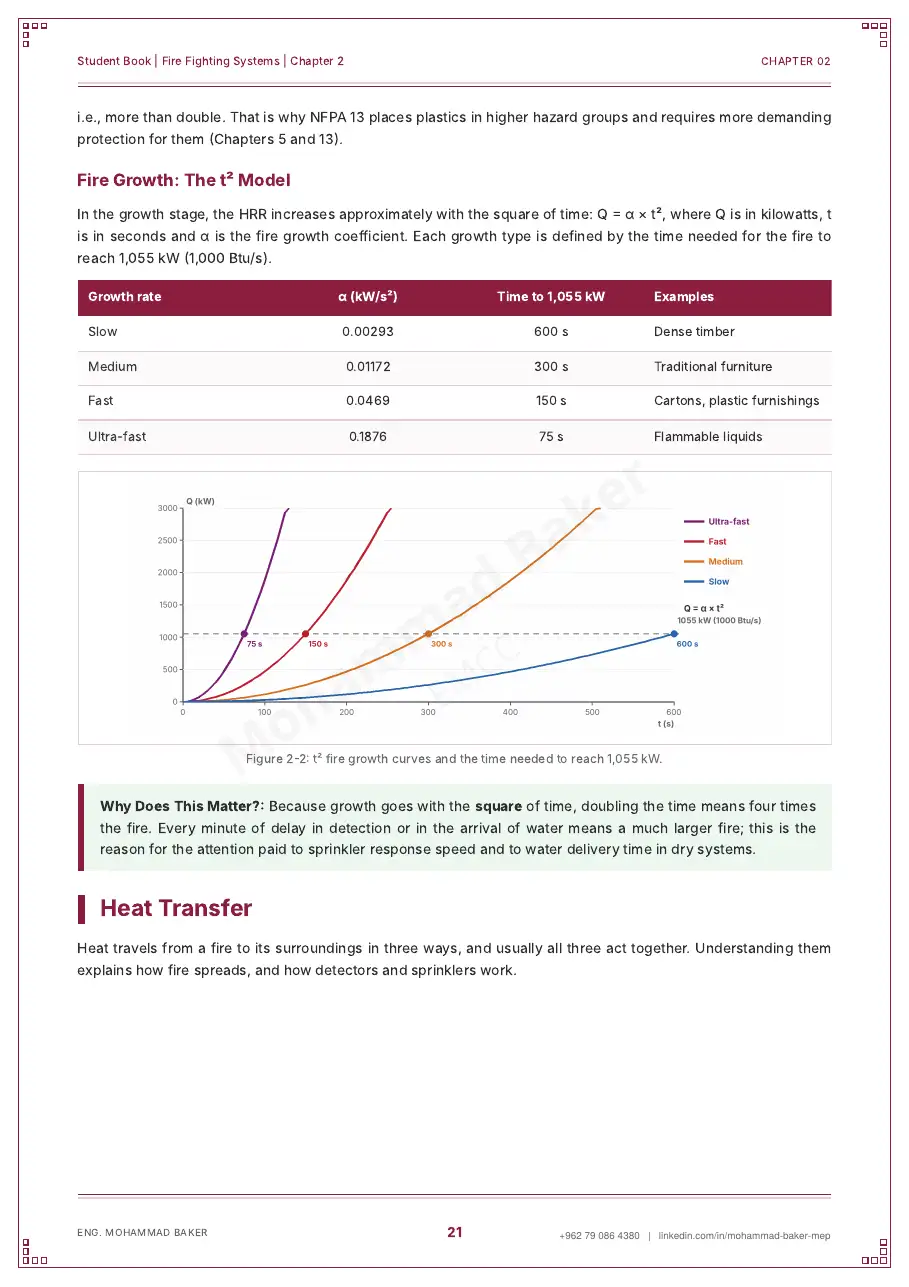 Student Book | Fire Fighting Systems | Chapter 2
CHAPTER 02
i.e., more than double. That is why NFPA 13 places plastics in higher hazard groups and requires more demanding
protection for them (Chapters 5 and 13).
Fire Growth: The t² Model
In the growth stage, the HRR increases approximately with the square of time: Q = α × t², where Q is in kilowatts, t
is in seconds and α is the fire growth coefficient. Each growth type is defined by the time needed for the fire to
reach 1,055 kW (1,000 Btu/s).
Growth rate α (kW/s²) Time to 1,055 kW Examples
Slow 0.00293 600 s Dense timber
Medium 0.01172 300 s Traditional furniture
Fast 0.0469 150 s Cartons, plastic furnishings
Ultra-fast 0.1876 75 s Flammable liquids
Q (kW)
3000
2500
2000
1500
1000
500
0
Ultra-fast
Fast
Medium
Slow
Q = α × t²
1055 kW (1000 Btu/s)
75 s 150 s 300 s 600 s
0 100 200 300 400 500 600
t (s)
Mohammad Baker
Figure 2-2: t² fire growth curves and the time needed to reach 1,055 kW.
Why Does This Matter?: Because growth goes with the square of time, doubling the time means four times
the fire. Every minute of delay in detection or in the arrival of water means a much larger fire; this is the
reason for the attention paid to sprinkler response speed and to water delivery time in dry systems.
Heat Transfer
Heat travels from a fire to its surroundings in three ways, and usually all three act together. Understanding them
explains how fire spreads, and how detectors and sprinklers work.
ENG. MOHAMMAD BAKER
21
+962 79 086 4380 | linkedin.com/in/mohammad-baker-mep